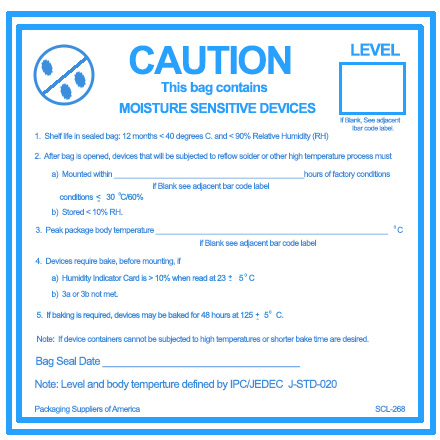 CAUTION
LEVEL
This bag contains
MOISTURE SENSITIVE DEVICES
If Blank, See adjacent
lbar code label.
1. Shelf life in sealed bag: 12 months < 40 degrees C. and < 90% Relative Humidity (RH)
2. After bag is opened, devices that will be subjected to reflow solder or other high temperature process must
a) Mounted within ______ hours of factory conditions
if Blank see adjacent bar code label
conditions ≤ 30 °C/60%
b) Stored < 10% RH.
3. Peak package body temperature ______ °C
if Blank see adjacent bar code label
4. Devices require bake, before mounting, if
a) Humidity Indicator Card is > 10% when read at 23 ± 5° C
b) 3a or 3b not met.
5. If baking is required, devices may be baked for 48 hours at 125 ± 5° C.
Note: If device containers cannot be subjected to high temperatures or shorter bake time are desired.
Bag Seal Date ______
Note: Level and body temperture defined by IPC/JEDEC J-STD-020
Packaging Suppliers of America
SCL-268